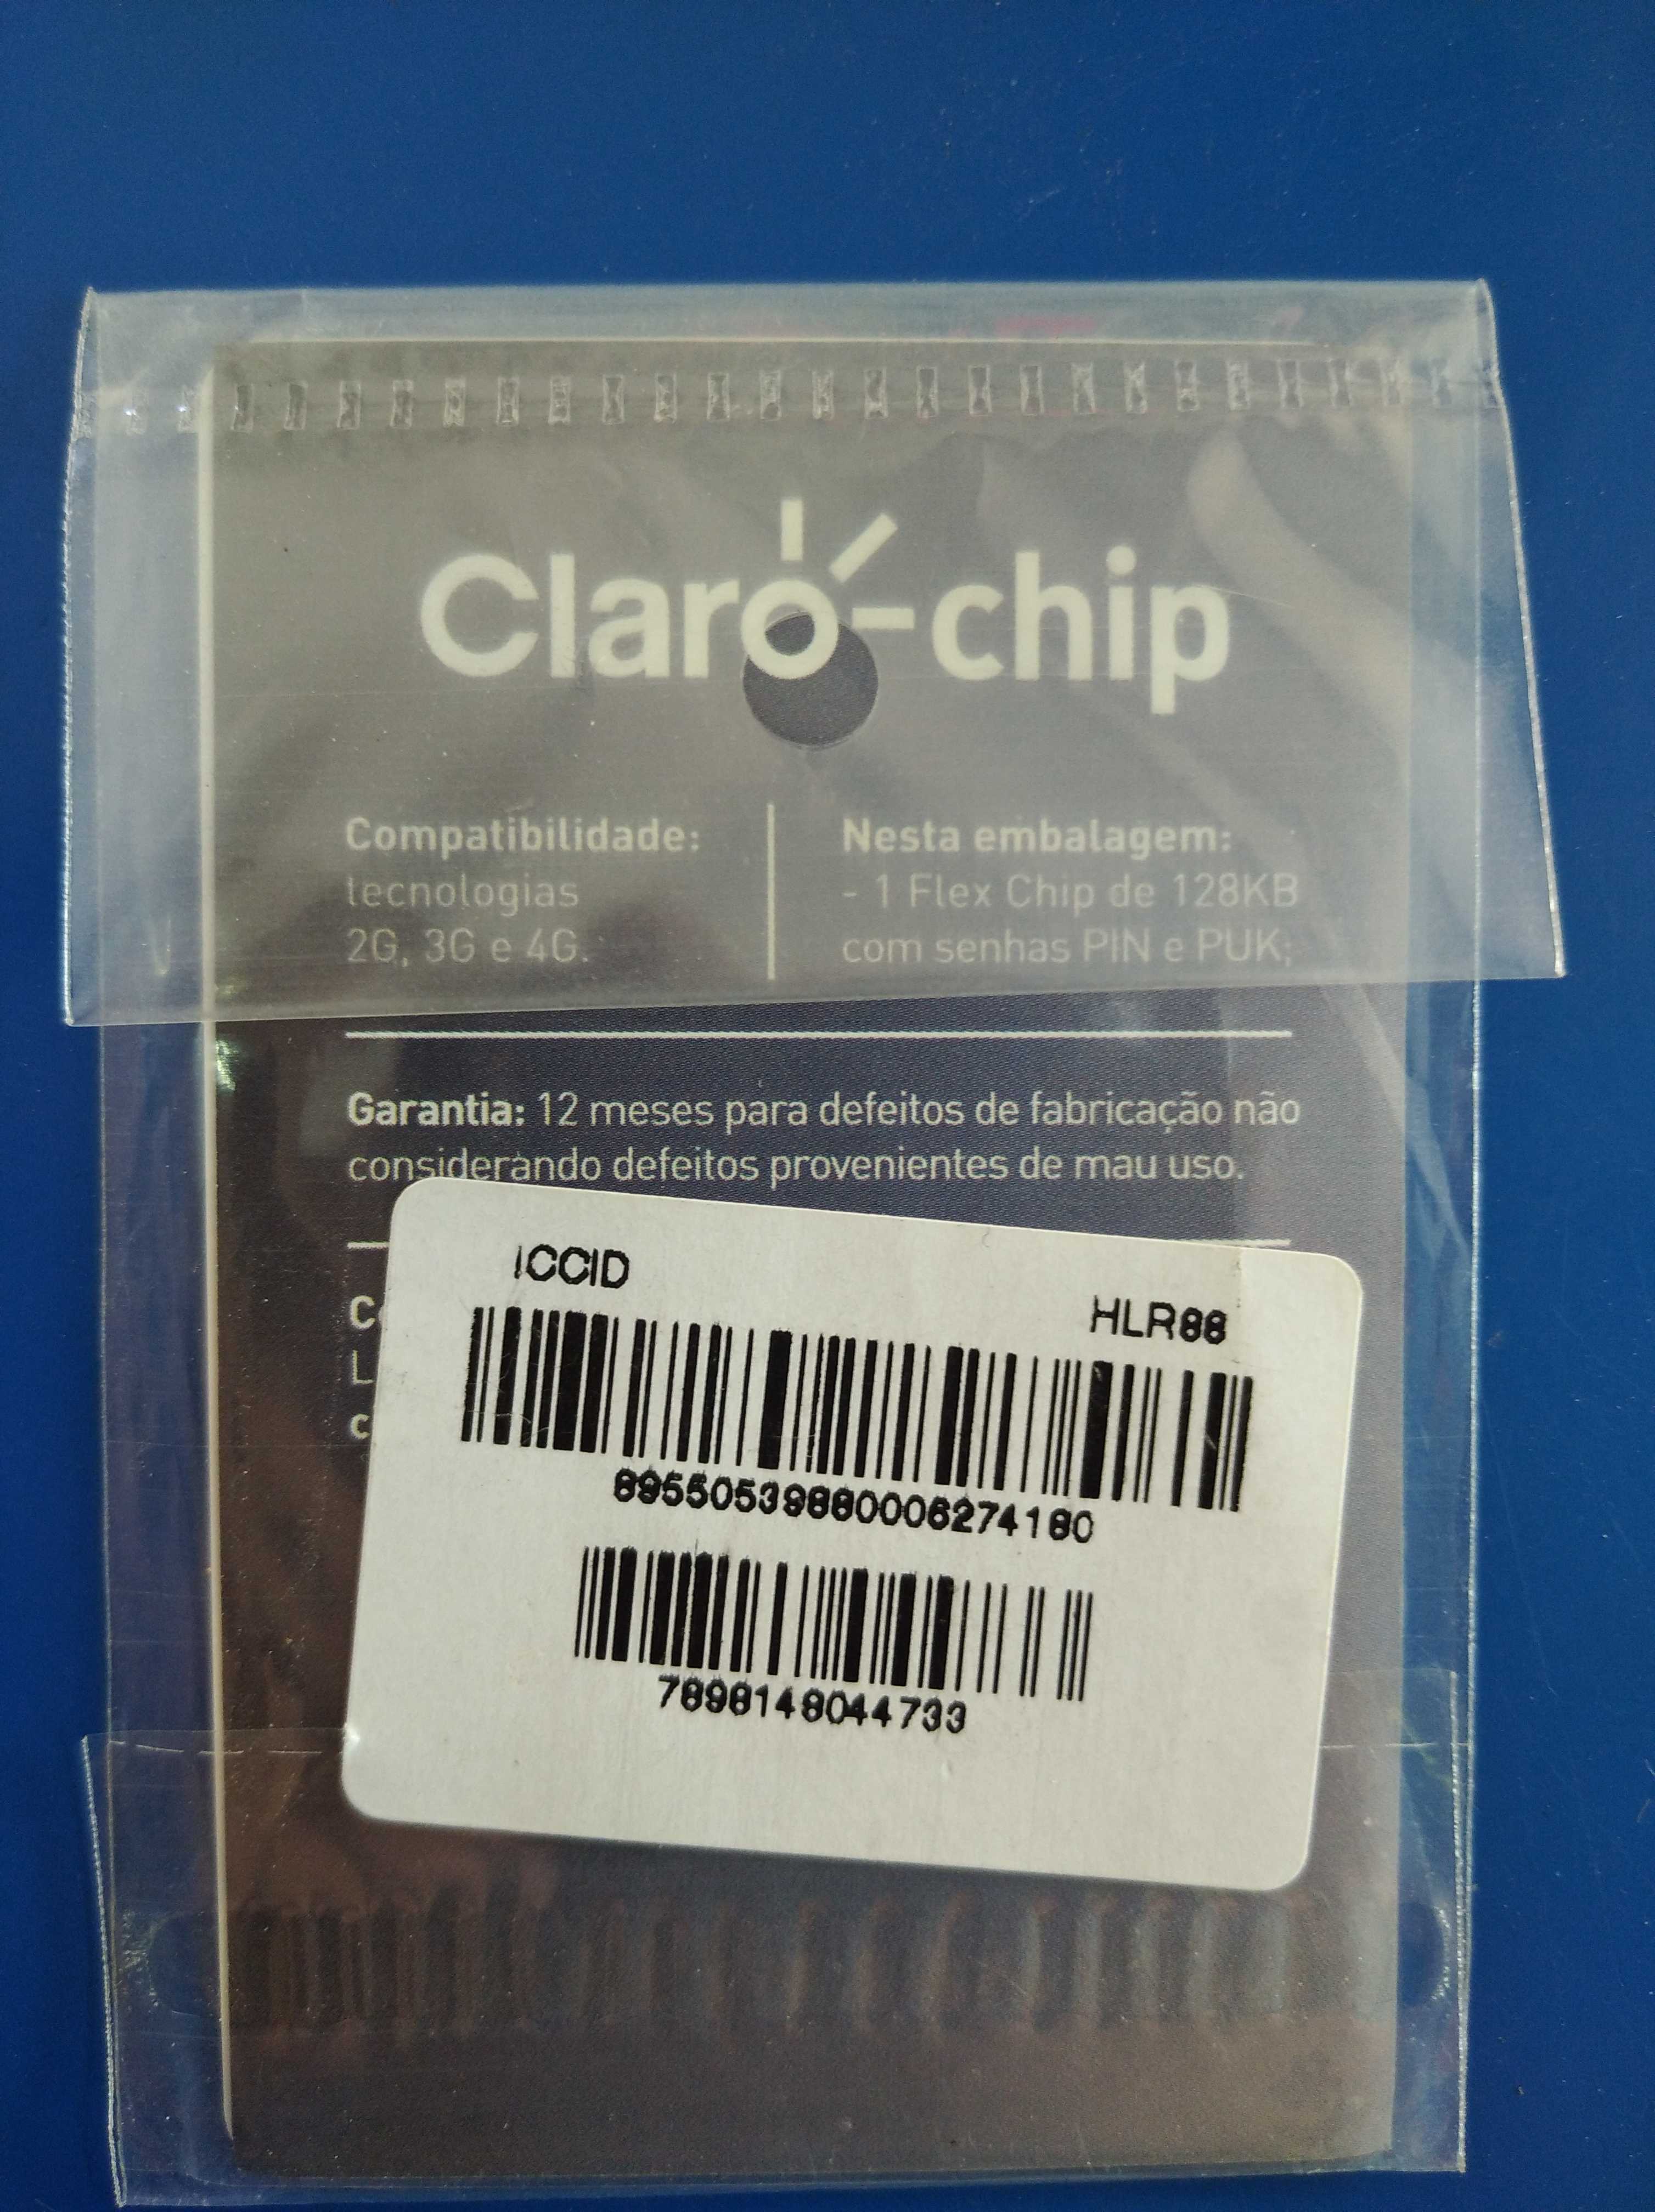 Claro-chip
Compatibilidade:
tecnologias
2G, 3G e 4G.
Nesta embalagem:
- 1 Flex Chip de 128KB
com senhas PIN e PUK;
Garantia: 12 meses para defeitos de fabricação não
considerando defeitos provenientes de mau uso.
ICCID
HLR88
89550539880006274180
7898148044733